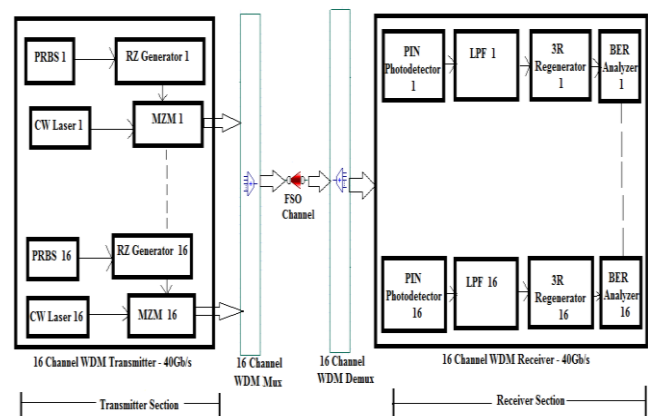 PRBS 1
RZ Generator 1
CW Laser 1
MZM 1
PRBS 16
RZ Generator 16
CW Laser 16
MZM 16
16 Channel WDM Transmitter - 40Gb/s
Transmitter Section
16 Channel
WDM Mux
FSO
Channel
16 Channel
WDM Demux
PIN
Photodetector
1
LPF 1
3R
Regenerator
1
BER
Analyzer
1
PIN
Photodetector
16
LPF 16
3R
Regenerator
16
BER
Analyzer
16
16 Channel WDM Receiver - 40Gb/s
Receiver Section